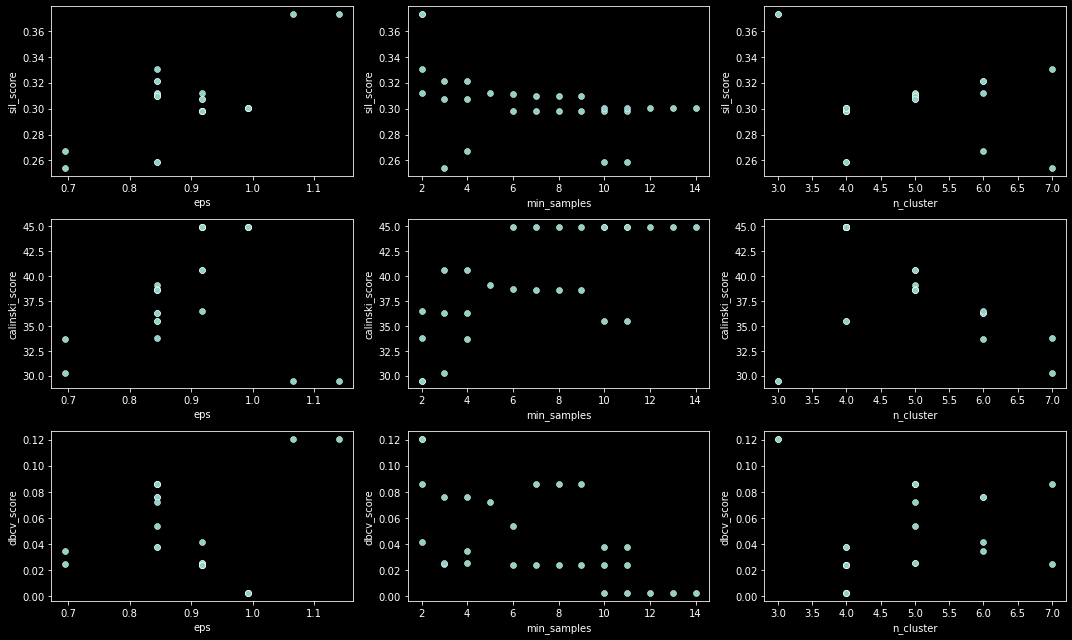 0.36
0.34
0.32
0.30
0.28
0.26
sil_score
0.7 0.8 0.9 1.0 1.1
eps
0.36
0.34
0.32
0.30
0.28
0.26
sil_score
2 4 6 8 10 12 14
min_samples
0.36
0.34
0.32
0.30
0.28
0.26
sil_score
3.0 3.5 4.0 4.5 5.0 5.5 6.0 6.5 7.0
n_cluster
45.0
42.5
40.0
37.5
35.0
32.5
30.0
calinski_score
0.7 0.8 0.9 1.0 1.1
eps
45.0
42.5
40.0
37.5
35.0
32.5
30.0
calinski_score
2 4 6 8 10 12 14
min_samples
45.0
42.5
40.0
37.5
35.0
32.5
30.0
calinski_score
3.0 3.5 4.0 4.5 5.0 5.5 6.0 6.5 7.0
n_cluster
0.12
0.10
0.08
0.06
0.04
0.02
0.00
dbcv_score
0.7 0.8 0.9 1.0 1.1
eps
0.12
0.10
0.08
0.06
0.04
0.02
0.00
dbcv_score
2 4 6 8 10 12 14
min_samples
0.12
0.10
0.08
0.06
0.04
0.02
0.00
dbcv_score
3.0 3.5 4.0 4.5 5.0 5.5 6.0 6.5 7.0
n_cluster